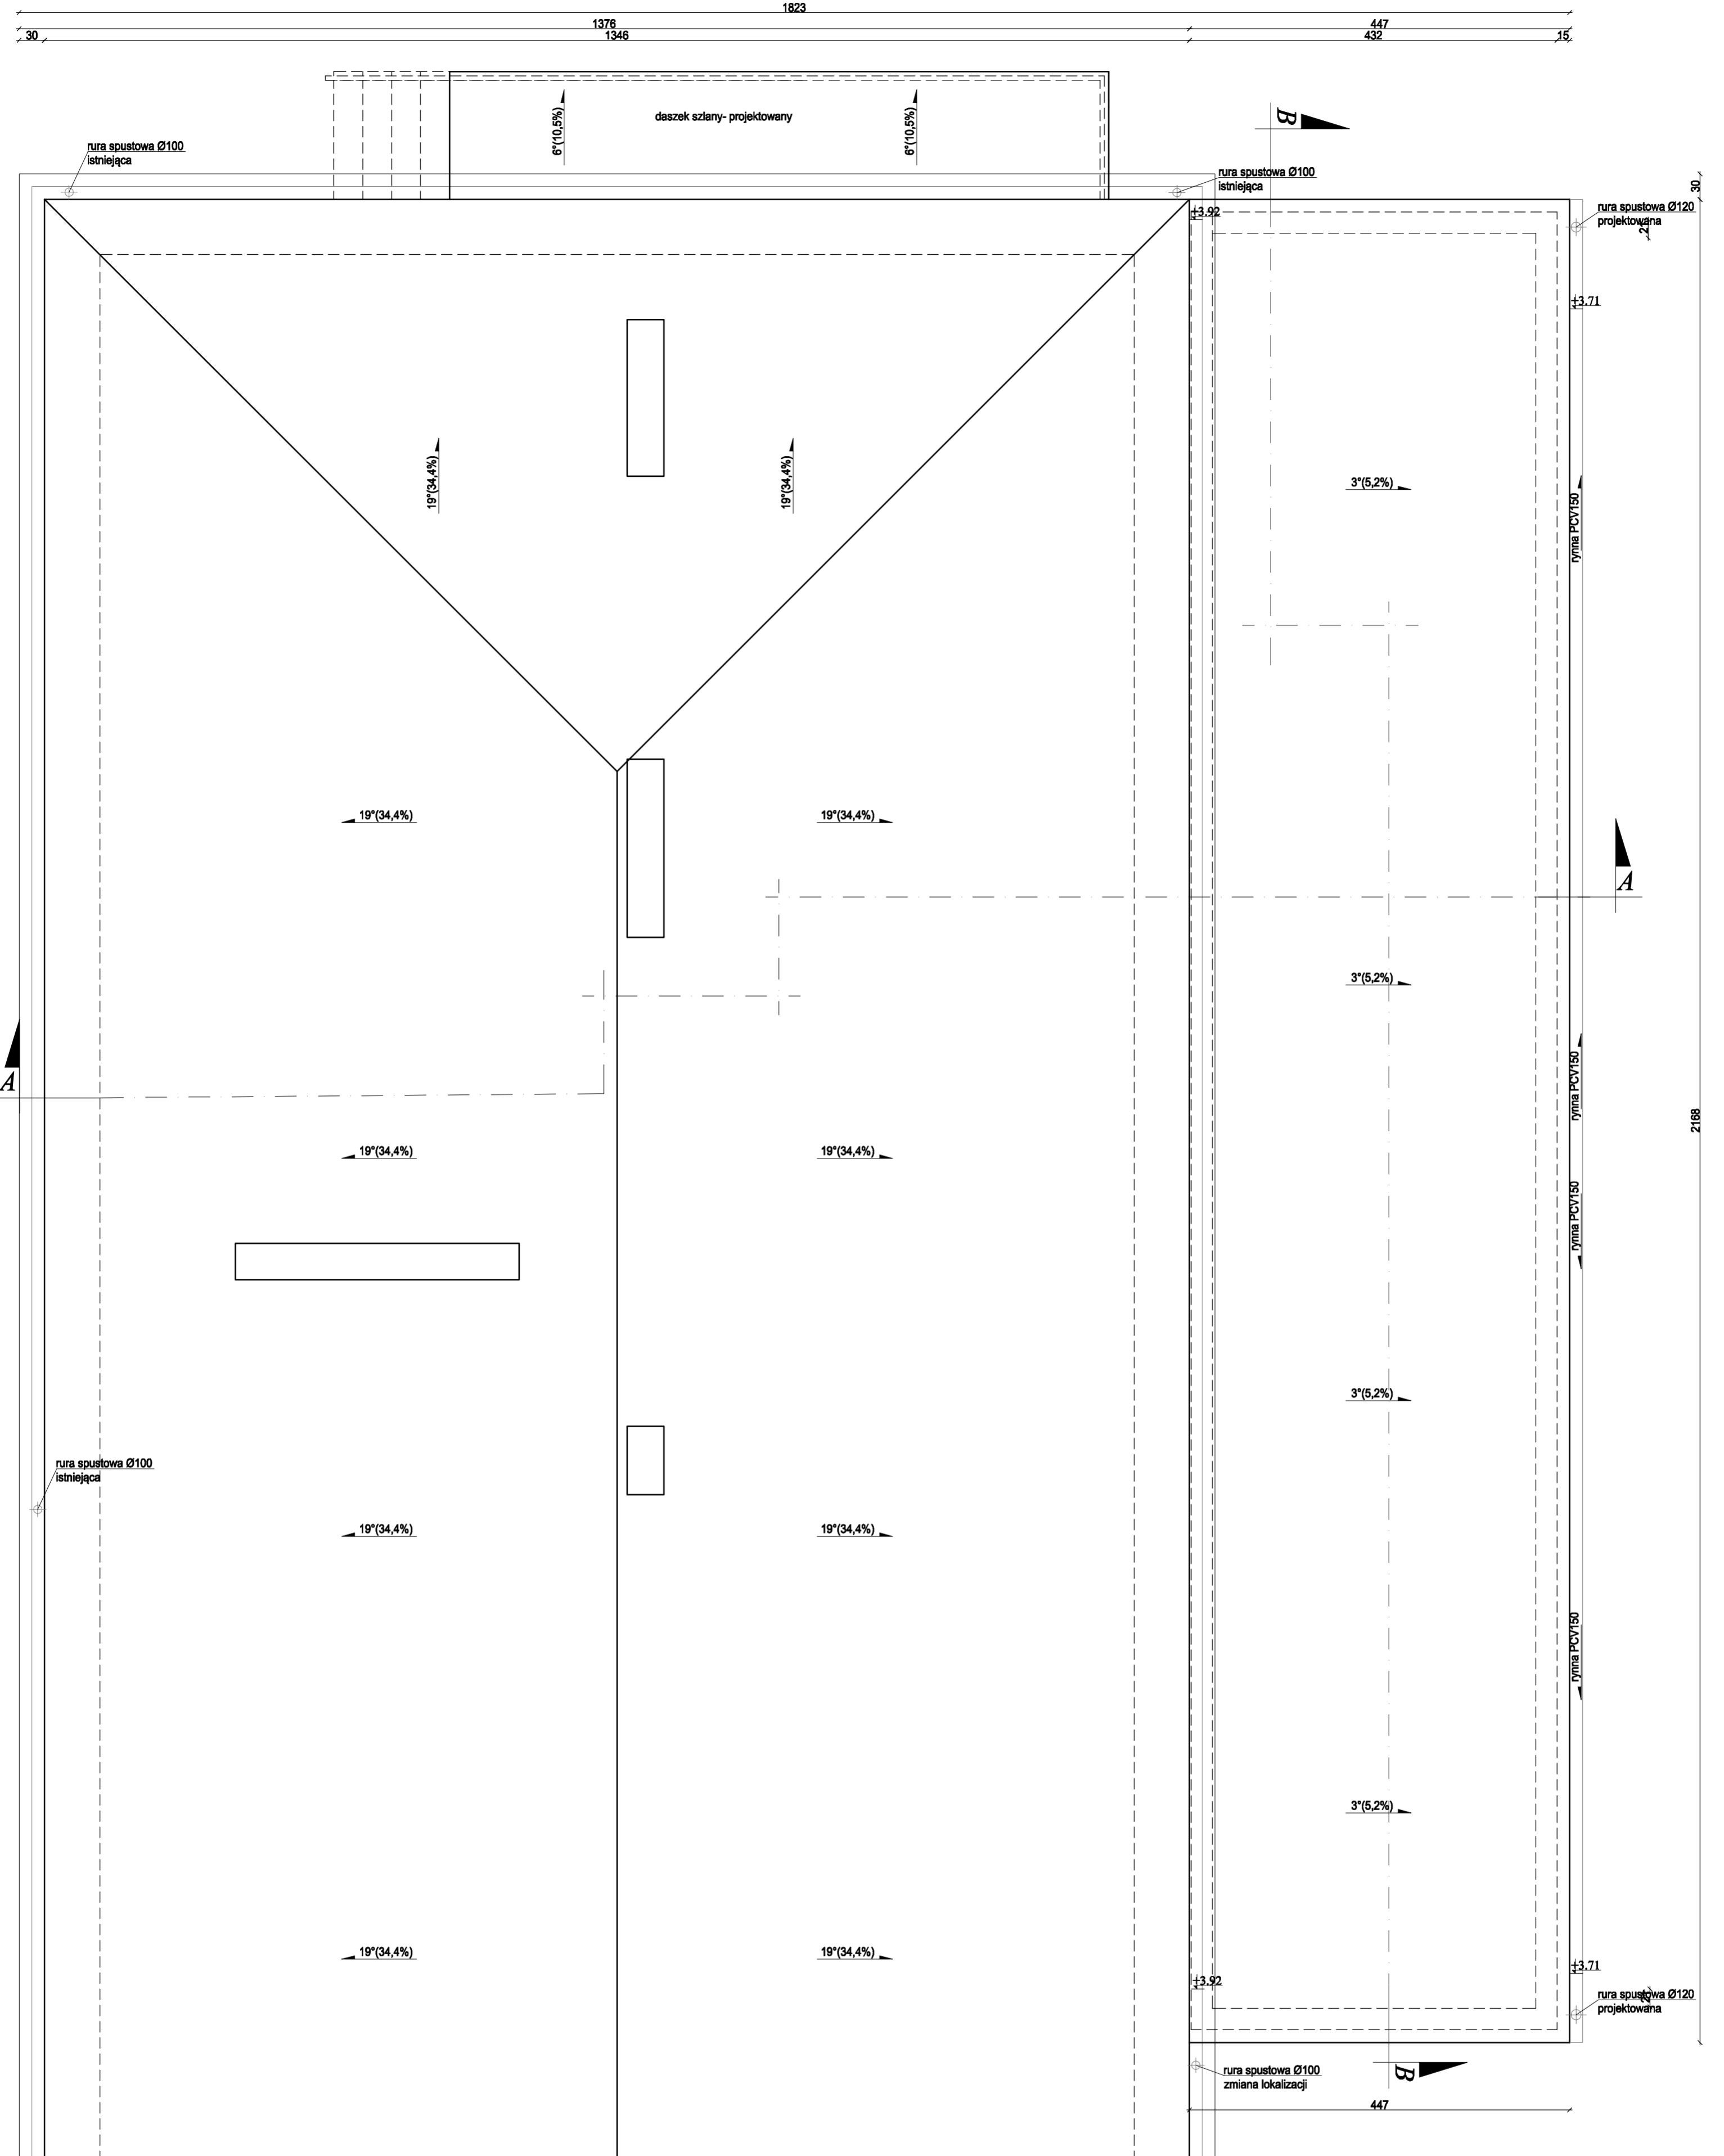 1823
1376
447
30
1346
432
15
6°(10,5%)
daszek szlany- projektowany
6°(10,5%)
B
rura spustowa Ø100
istniejąca
rura spustowa Ø100
istniejąca
30
+3.92
rura spustowa Ø120
projektowana
21
+3.71
19°(34,4%)
19°(34,4%)
3°(5,2%)
rynna PCV150
19°(34,4%)
19°(34,4%)
A
3°(5,2%)
A
rynna PCV150
2168
19°(34,4%)
19°(34,4%)
rynna PCV150
3°(5,2%)
rura spustowa Ø100
istniejąca
19°(34,4%)
19°(34,4%)
rynna PCV150
3°(5,2%)
19°(34,4%)
19°(34,4%)
+3.92
+3.71
rura spustowa Ø120
projektowana
rura spustowa Ø100
zmiana lokalizacji
B
447